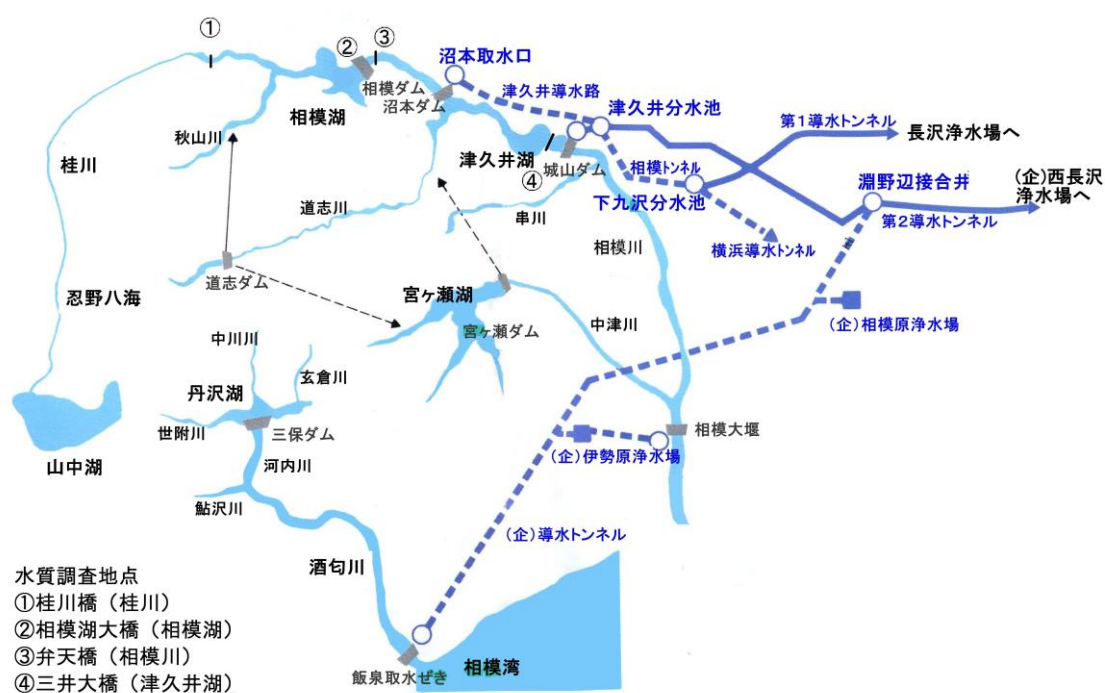 ①
②
③
沼本取水口
相模ダム
沼本ダム
津久井導水路
津久井分水池
第1導水トンネル
長沢浄水場へ
相模湖
秋山川
桂川
津久井湖
城山ダム
④
相模トンネル
下九沢分水池
淵野辺接合井
(企)西長沢
浄水場へ
第2導水トンネル
横浜導水トンネル
道志川
串川
相模川
道志ダム
忍野八海
宮ヶ瀬湖
宮ヶ瀬ダム
中津川
(企)相模原浄水場
中川川
玄倉川
丹沢湖
世附川
三保ダム
山中湖
河内川
鮎沢川
相模大堰
(企)伊勢原浄水場
(企)導水トンネル
酒匂川
飯泉取水ぜき
相模湾
水質調査地点
①桂川橋（桂川）
②相模湖大橋（相模湖）
③弁天橋（相模川）
④三井大橋（津久井湖）